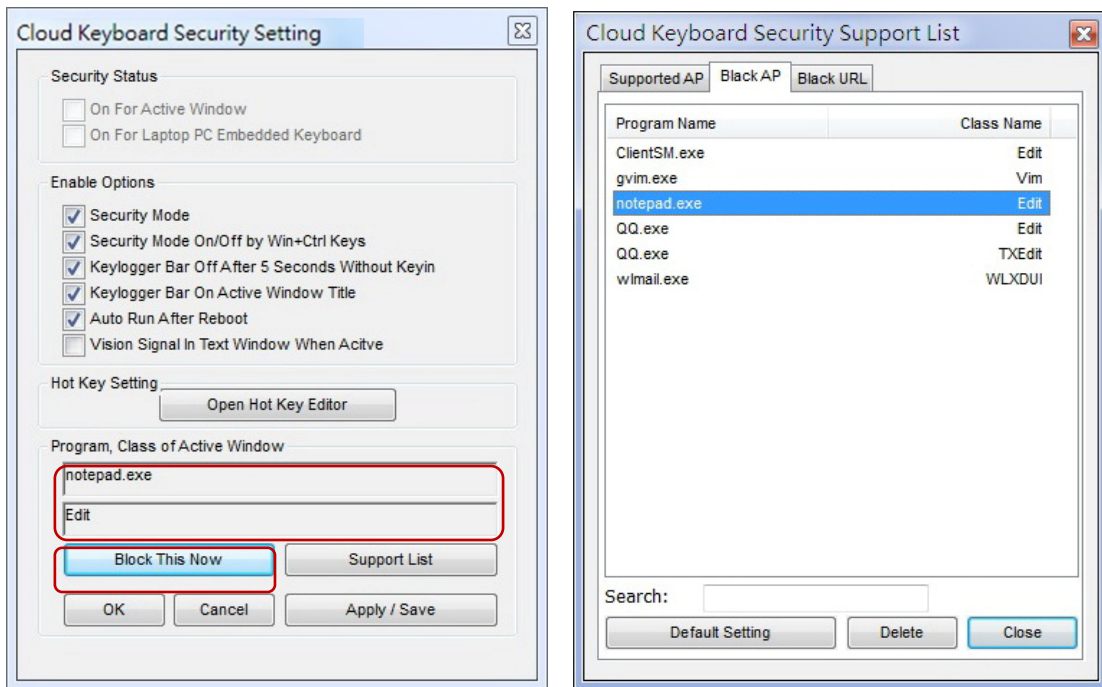 Cloud Keyboard Security Setting
Security Status
On For Active Window
On For Laptop PC Embedded Keyboard
Enable Options
Security Mode
Security Mode On/Off by Win+Ctrl Keys
Keylogger Bar Off After 5 Seconds Without Keyin
Keylogger Bar On Active Window Title
Auto Run After Reboot
Vision Signal In Text Window When Acitve
Hot Key Setting
Open Hot Key Editor
Program, Class of Active Window
notepad.exe
Edit
Block This Now Support List
OK Cancel Apply / Save
Cloud Keyboard Security Support List
Supported AP Black AP Black URL
Program Name Class Name
ClientSM.exe Edit
gvim.exe Vim
notepad.exe Edit
QQ.exe Edit
QQ.exe TXEdit
wlmail.exe WLXDUI
Search:
Default Setting Delete Close